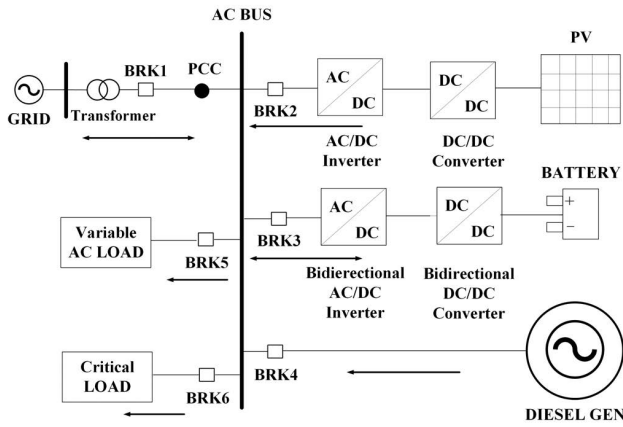 AC BUS
GRID
Transformer
BRK1
PCC
BRK2
AC
DC
AC/DC
Inverter
DC
DC
DC/DC
Converter
PV
Variable
AC LOAD
BRK5
BRK3
AC
DC
Bidierectional
AC/DC
Inverter
DC
DC
Bidirectional
DC/DC
Converter
BATTERY
+
−
Critical
LOAD
BRK6
BRK4
DIESEL GEN